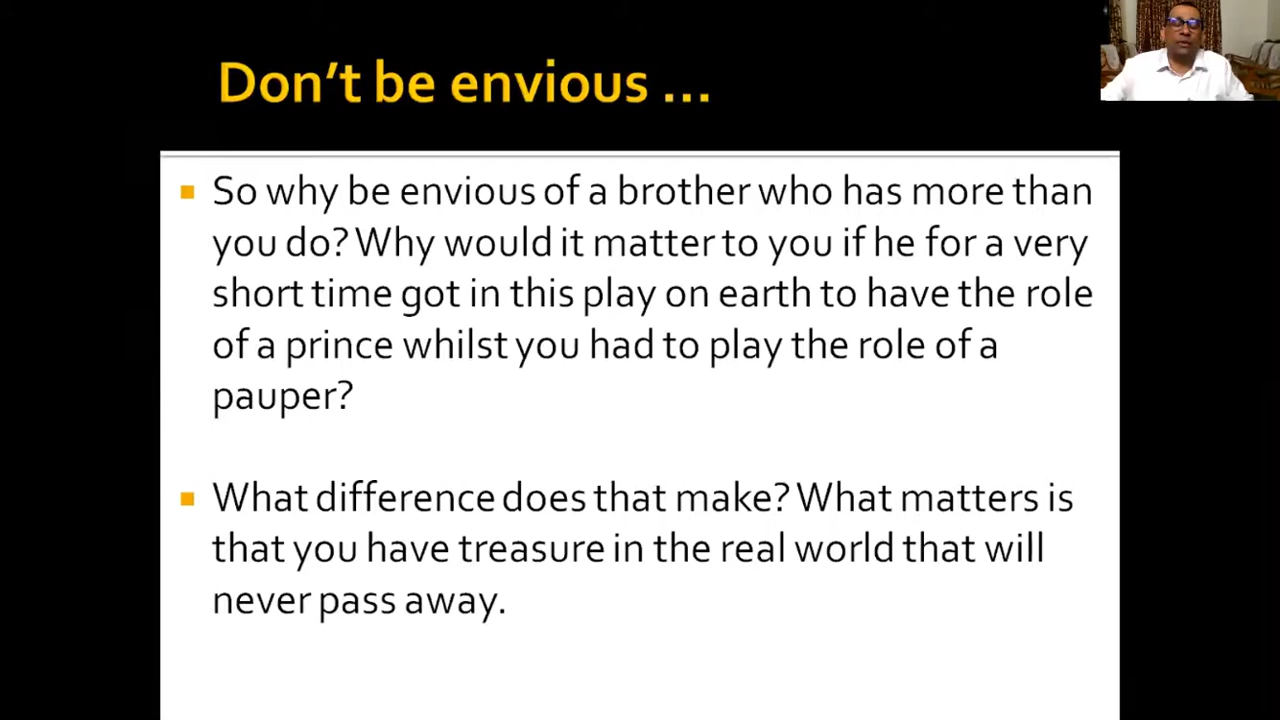 Don't be envious ...
So why be envious of a brother who has more than
you do? Why would it matter to you if he for a very
short time got in this play on earth to have the role
of a prince whilst you had to play the role of a
pauper?
What difference does that make? What matters is
that you have treasure in the real world that will
never pass away.